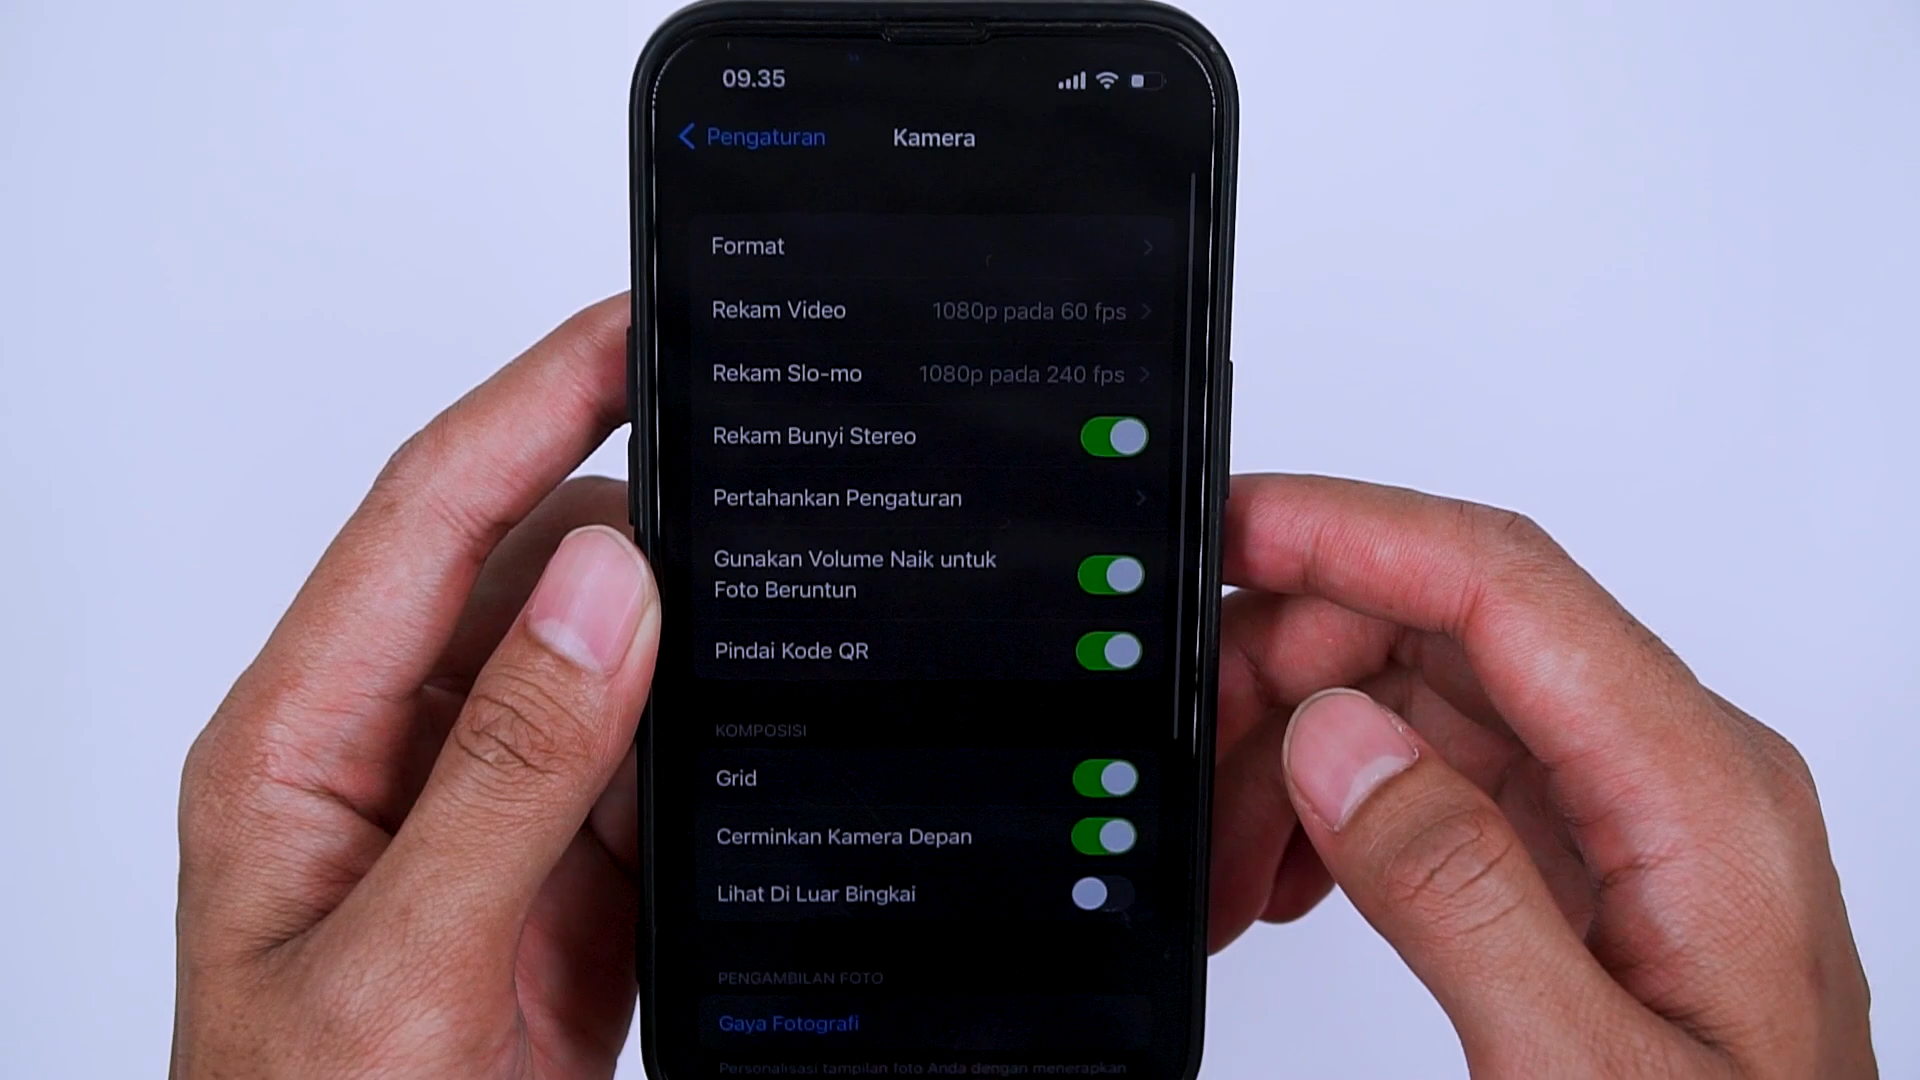 09.35
Pengaturan
Kamera
Format
Rekam Video 1080p pada 60 fps
Rekam Slo-mo 1080p pada 240 fps
Rekam Bunyi Stereo
Pertahankan Pengaturan
Gunakan Volume Naik untuk
Foto Beruntun
Pindai Kode QR
KOMPOSISI
Grid
Cerminkan Kamera Depan
Lihat Di Luar Bingkai
PENGAMBILAN FOTO
Gaya Fotografi
Personalisasi tampilan foto Anda dengan menerapkan